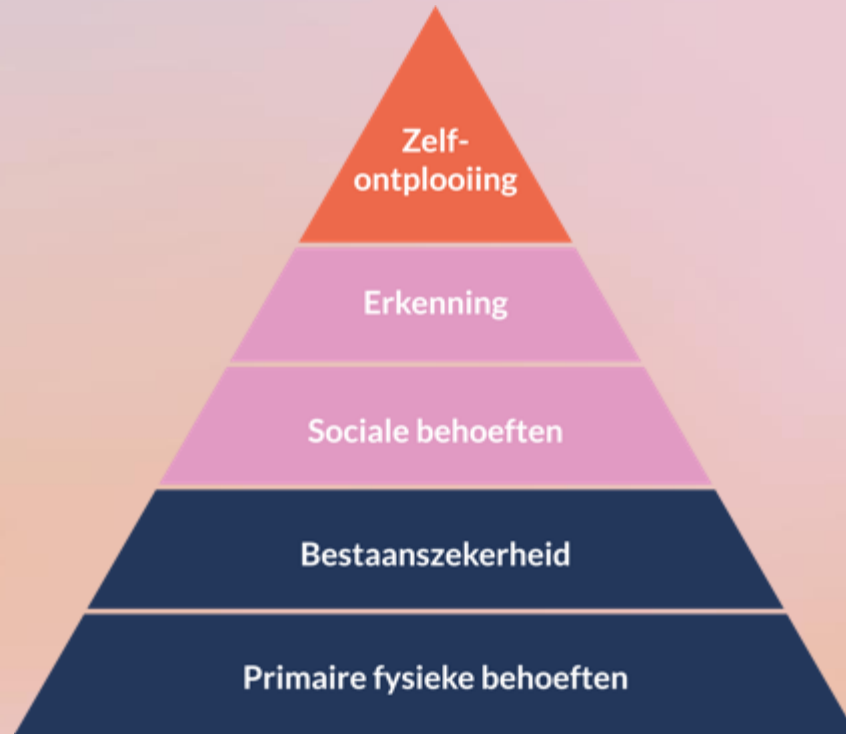 Zelf-
ontplooiing
Erkenning
Sociale behoeften
Bestaanszekerheid
Primaire fysieke behoeften